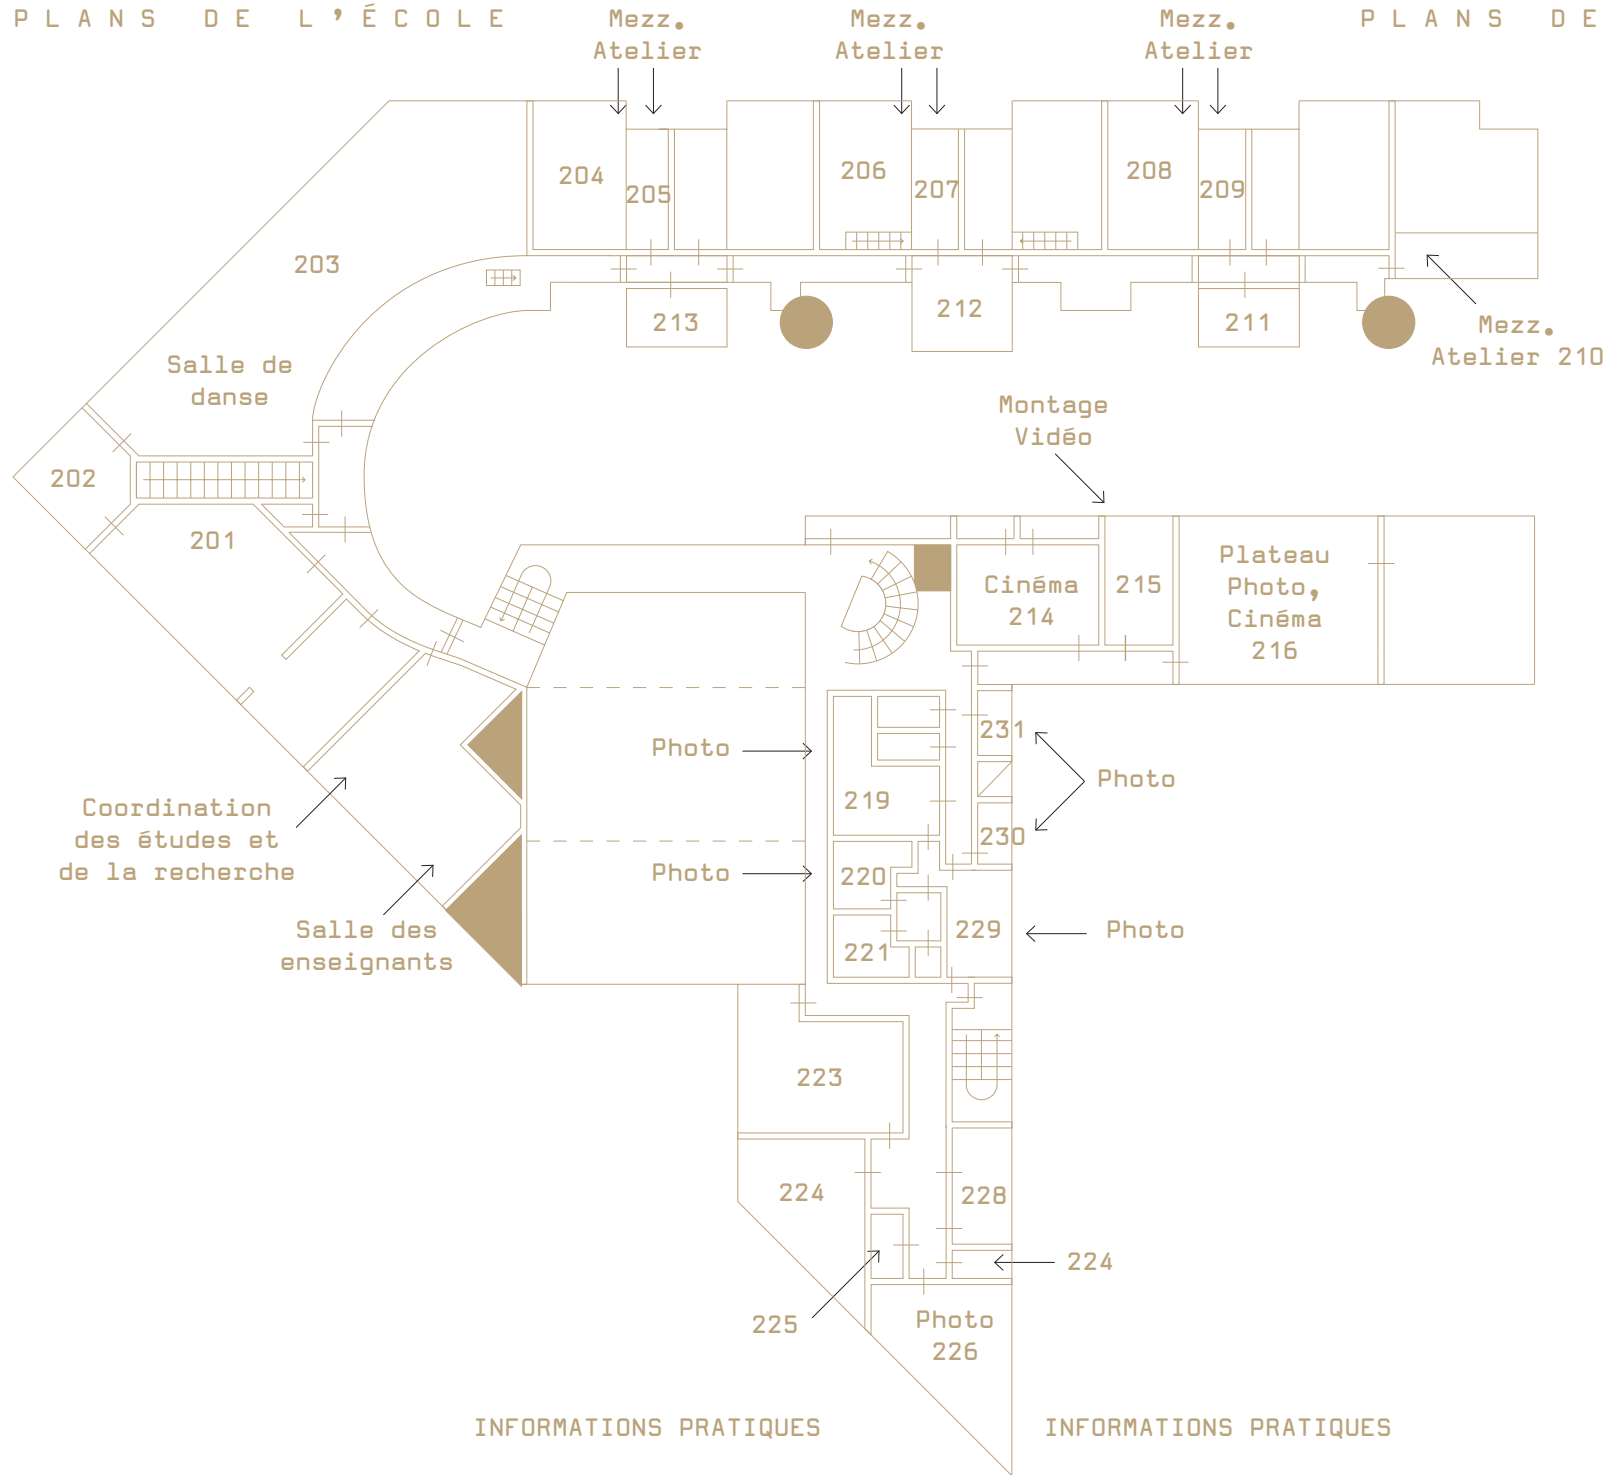 PLANS DE L'ÉCOLE
PLANS DE
Mezz.
Atelier
Mezz.
Atelier
Mezz.
Atelier
204
205
206
207
208
209
203
213
212
211
Mezz.
Atelier 210
Salle de
danse
202
201
Montage
Vidéo
Cinéma
214
215
Plateau
Photo,
Cinéma
216
Photo
231
Photo
219
230
Coordination
des études et
de la recherche
Photo
220
Salle des
enseignants
221
229
Photo
223
224
228
224
225
Photo
226
INFORMATIONS PRATIQUES
INFORMATIONS PRATIQUES